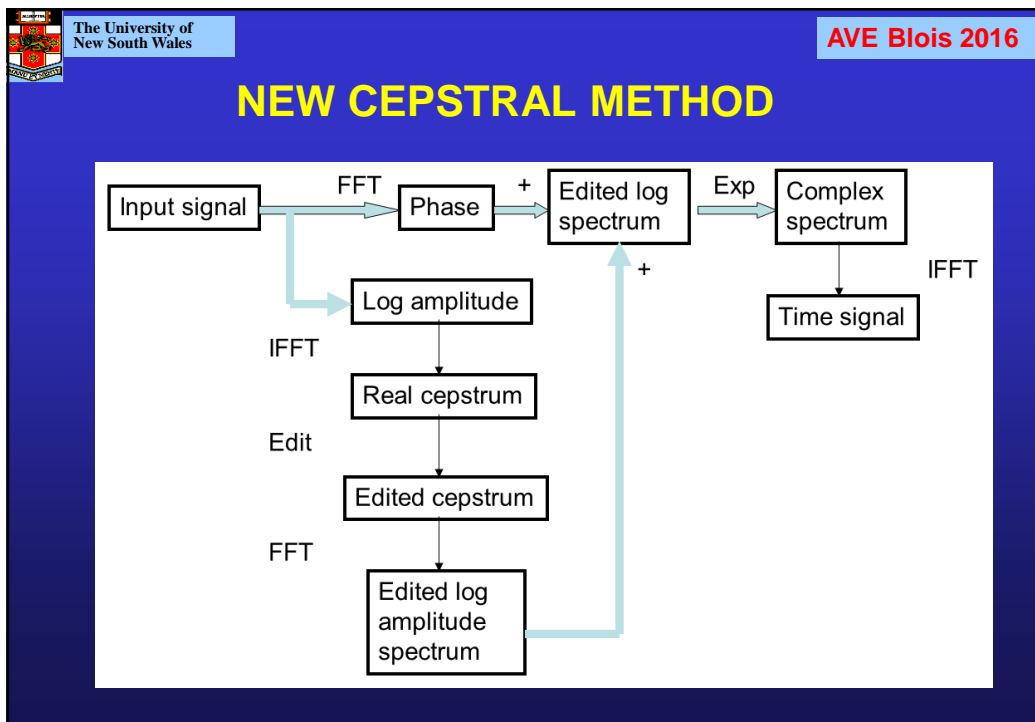 The University of
New South Wales
AVE Blois 2016
NEW CEPSTRAL METHOD
Input signal
FFT
Phase
+
Edited log
spectrum
Exp
Complex
spectrum
+
IFFT
Time signal
Log amplitude
IFFT
Real cepstrum
Edit
Edited cepstrum
FFT
Edited log
amplitude
spectrum